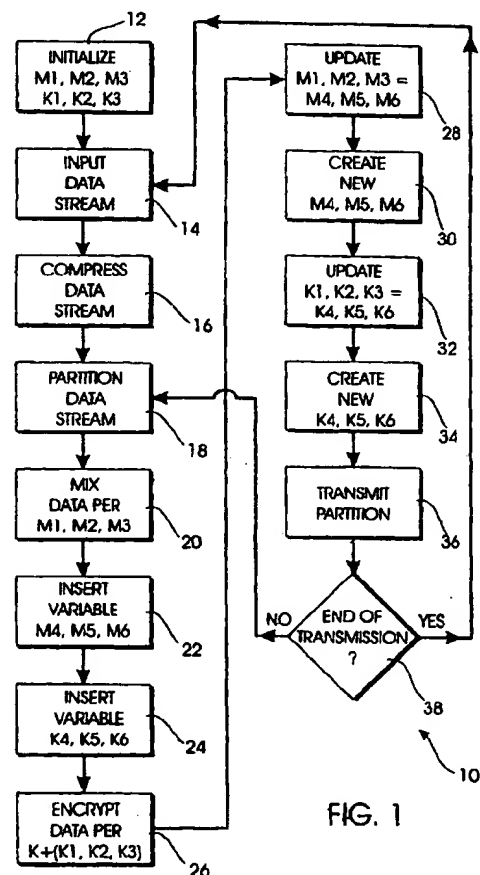 12
INITIALIZE
M1, M2, M3
K1, K2, K3
INPUT
DATA
STREAM
14
COMPRESS
DATA
STREAM
16
PARTITION
DATA
STREAM
18
MIX
DATA PER
M1, M2, M3
20
INSERT
VARIABLE
M4, M5, M6
22
INSERT
VARIABLE
K4, K5, K6
24
ENCRYPT
DATA PER
K+(K1, K2, K3)
26
UPDATE
M1, M2, M3 =
M4, M5, M6
28
CREATE
NEW
M4, M5, M6
30
UPDATE
K1, K2, K3 =
K4, K5, K6
32
CREATE
NEW
K4, K5, K6
34
TRANSMIT
PARTITION
36
NO
END OF
TRANSMISSION
?
YES
38
10
FIG. 1